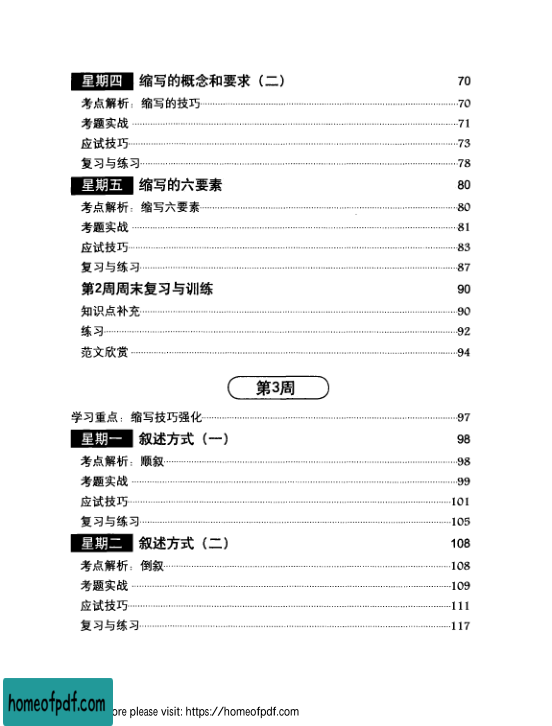 星期四 缩写的概念和要求（二） 70
考点解析：缩写的技巧 70
考题实战 71
应试技巧 73
复习与练习 78
星期五 缩写的六要素 80
考点解析：缩写六要素 80
考题实战 81
应试技巧 83
复习与练习 87
第2周周末复习与训练 90
知识点补充 90
练习 92
范文欣赏 94
第3周
学习重点：缩写技巧强化 97
星期一 叙述方式（一） 98
考点解析：顺叙 98
考题实战 99
应试技巧 101
复习与练习 105
星期二 叙述方式（二） 108
考点解析：倒叙 108
考题实战 109
应试技巧 111
复习与练习 117
homeofpdf.com
ore please visit: https://homeofpdf.com